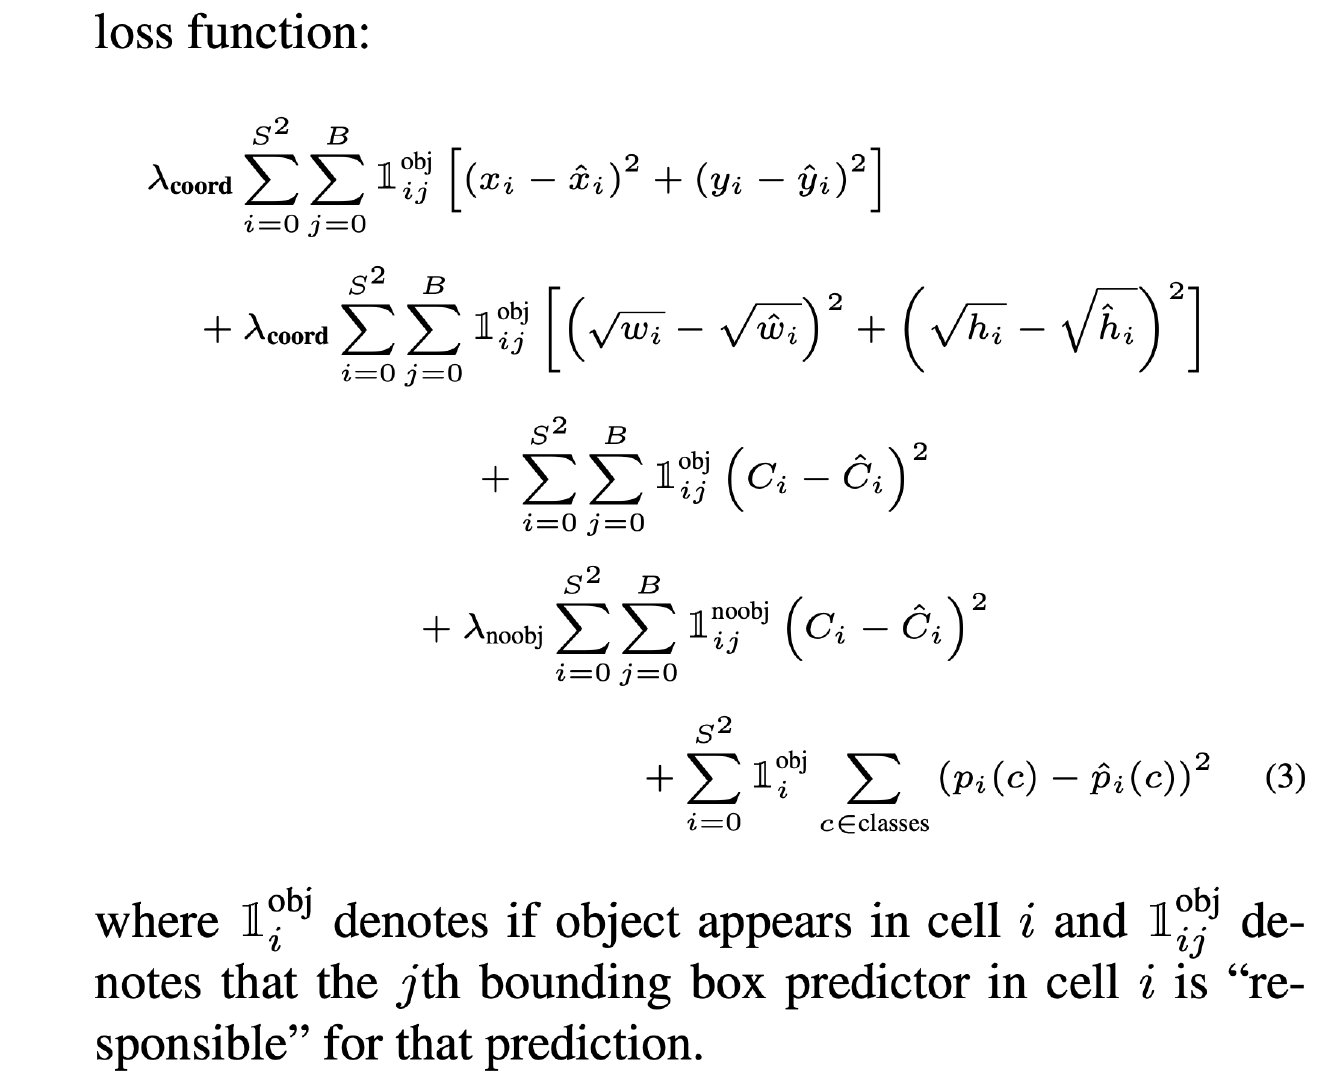 loss function:
$$\lambda_{\textbf{coord}} \sum_{i=0}^{S^2} \sum_{j=0}^{B} \mathbb{1}_{ij}^{\text{obj}} \left[ (x_i - \hat{x}_i)^2 + (y_i - \hat{y}_i)^2 \right]$$
$$+ \lambda_{\textbf{coord}} \sum_{i=0}^{S^2} \sum_{j=0}^{B} \mathbb{1}_{ij}^{\text{obj}} \left[ \left( \sqrt{w_i} - \sqrt{\hat{w}_i} \right)^2 + \left( \sqrt{h_i} - \sqrt{\hat{h}_i} \right)^2 \right]$$
$$+ \sum_{i=0}^{S^2} \sum_{j=0}^{B} \mathbb{1}_{ij}^{\text{obj}} \left( C_i - \hat{C}_i \right)^2$$
$$+ \lambda_{\text{noobj}} \sum_{i=0}^{S^2} \sum_{j=0}^{B} \mathbb{1}_{ij}^{\text{noobj}} \left( C_i - \hat{C}_i \right)^2$$
$$+ \sum_{i=0}^{S^2} \mathbb{1}_{i}^{\text{obj}} \sum_{c \in \text{classes}} (p_i(c) - \hat{p}_i(c))^2 \quad (3)$$
where $\mathbb{1}_{i}^{\text{obj}}$ denotes if object appears in cell $i$ and $\mathbb{1}_{ij}^{\text{obj}}$ de-
notes that the $j$th bounding box predictor in cell $i$ is “re-
sponsible” for that prediction.